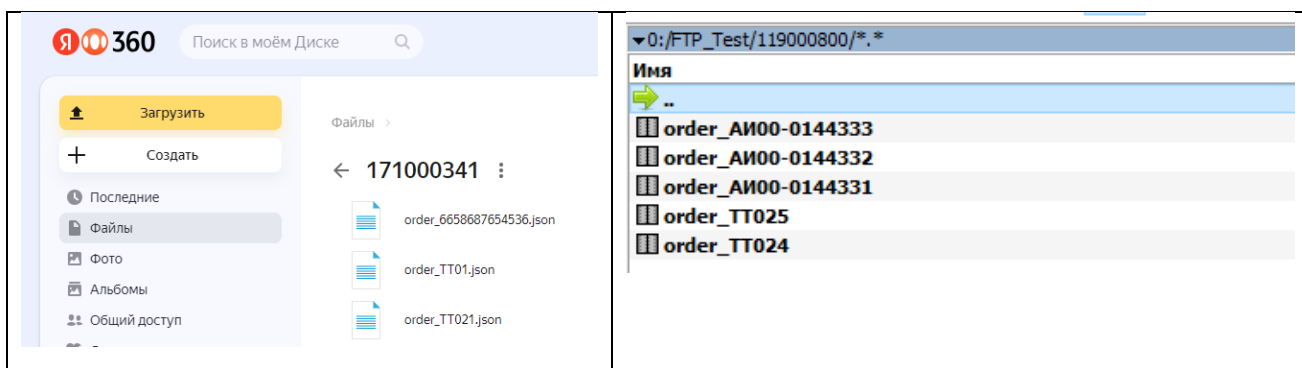 Я 360
Поиск в моём Диске
Загрузить
Создать
Последние
Файлы
Фото
Альбомы
Общий доступ
Файлы >
← 171000341
order_6658687654536.json
order_TT01.json
order_TT021.json
▾0:/FTP_Test/119000800/*.*
Имя
..
order_АИ00-0144333
order_АИ00-0144332
order_АИ00-0144331
order_TT025
order_TT024